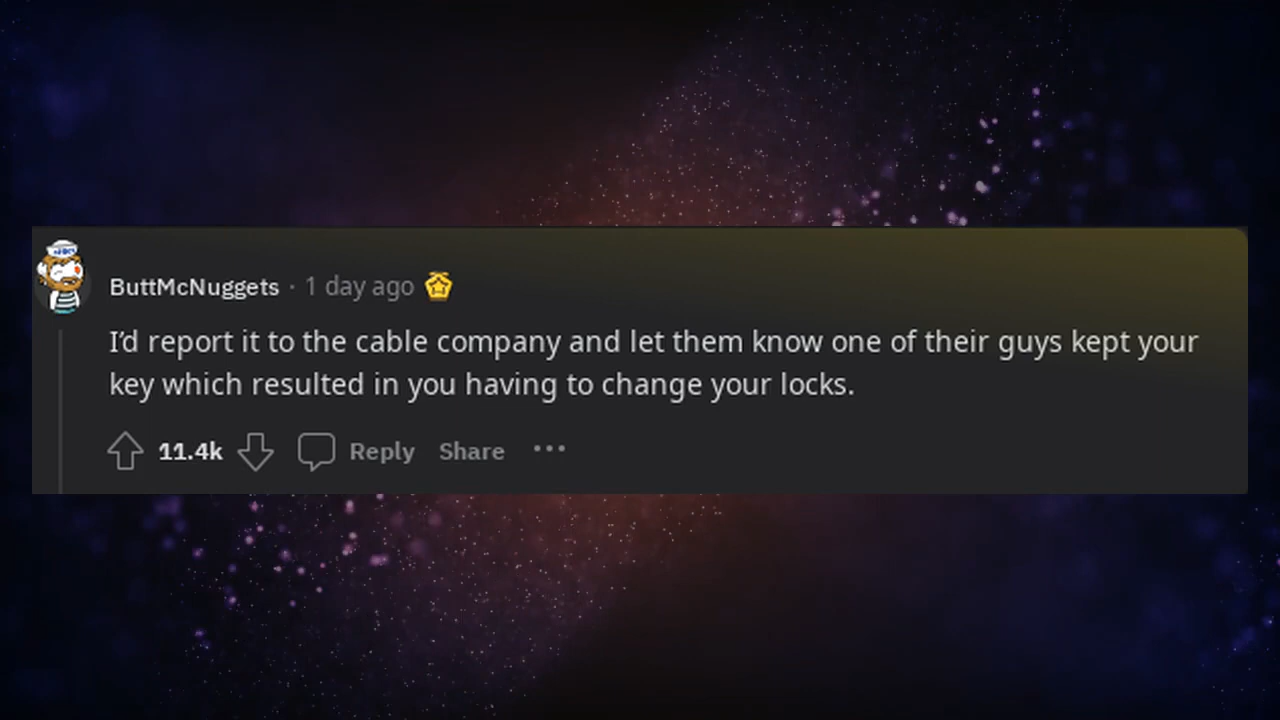 ButtMcNuggets · 1 day ago
I'd report it to the cable company and let them know one of their guys kept your
key which resulted in you having to change your locks.
11.4k Reply Share ···